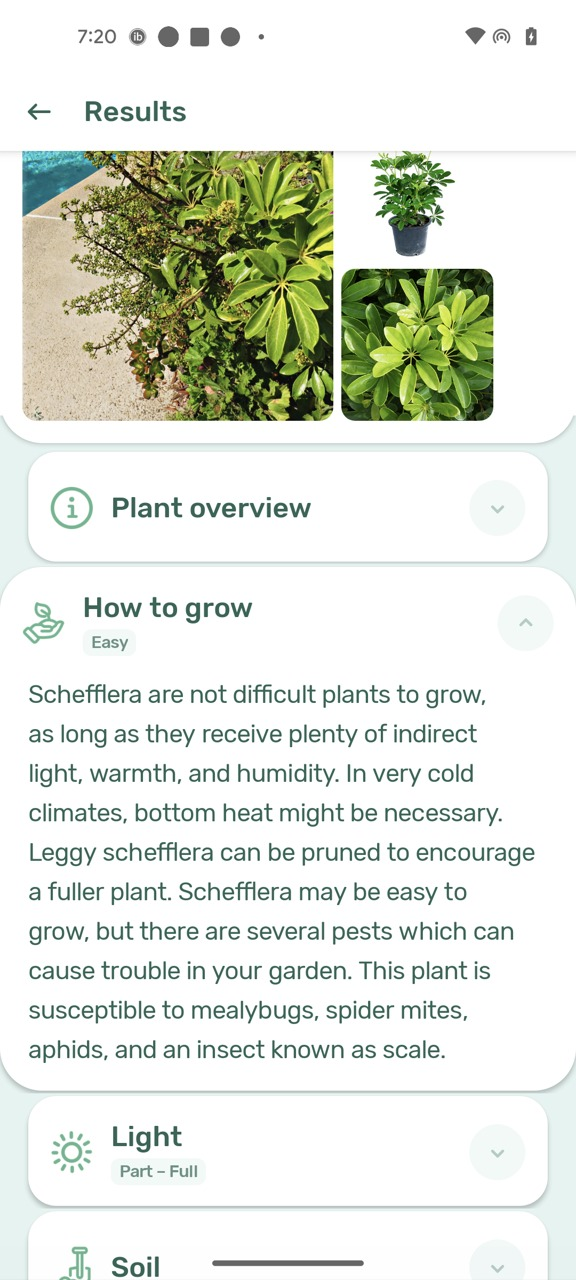 7:20
ib
Results
Plant overview
How to grow
Easy
Schefflera are not difficult plants to grow,
as long as they receive plenty of indirect
light, warmth, and humidity. In very cold
climates, bottom heat might be necessary.
Leggy schefflera can be pruned to encourage
a fuller plant. Schefflera may be easy to
grow, but there are several pests which can
cause trouble in your garden. This plant is
susceptible to mealybugs, spider mites,
aphids, and an insect known as scale.
Light
Part – Full
Soil